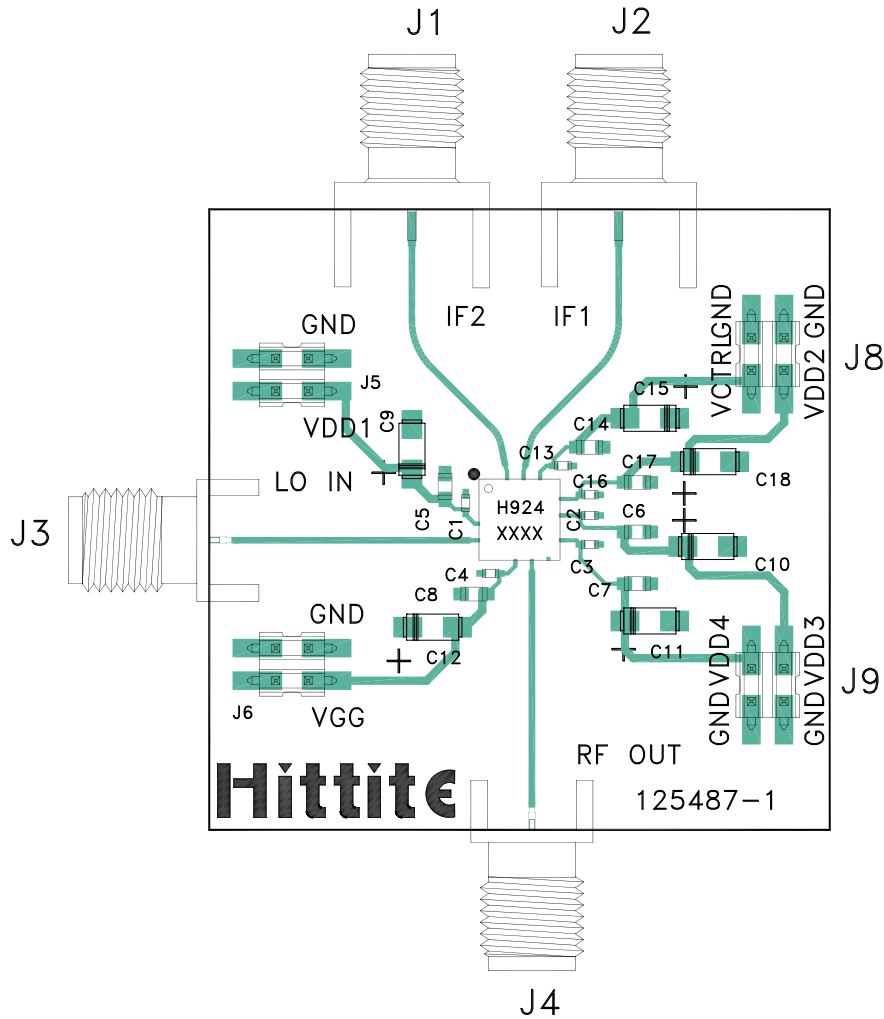 J1
J2
IF2
IF1
GND
J5
VDD1
C9
VCTRL
GND
VDD2
GND
J8
C15
C14
C13
C17
C16
C18
LO IN
J3
C5
C1
H924
XXXX
C2
C6
C3
C10
C4
C7
C8
GND
C12
C11
J6
VGG
GND
VDD4
GND
VDD3
J9
RF OUT
Hittite
125487-1
J4